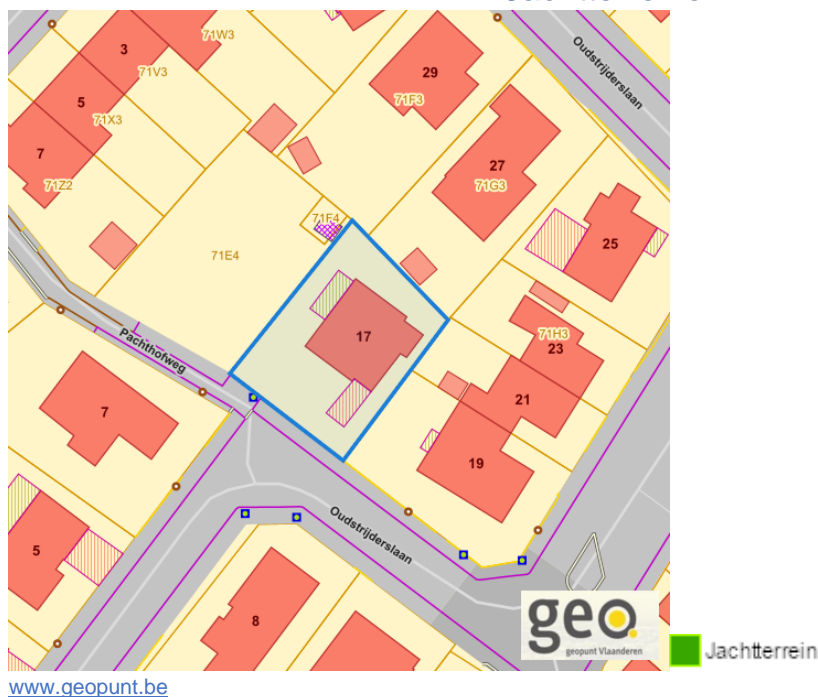 3
71W3
Oudstrijderslaan
71V3
29
5
71F3
71X3
7
27
71Z2
71G3
71F4
25
71E4
17
71H3
23
Pachthofweg
21
7
19
Oudstrijderslaan
5
8
geo.
geopunt Vlaanderen
Jachtterrein
www.geopunt.be